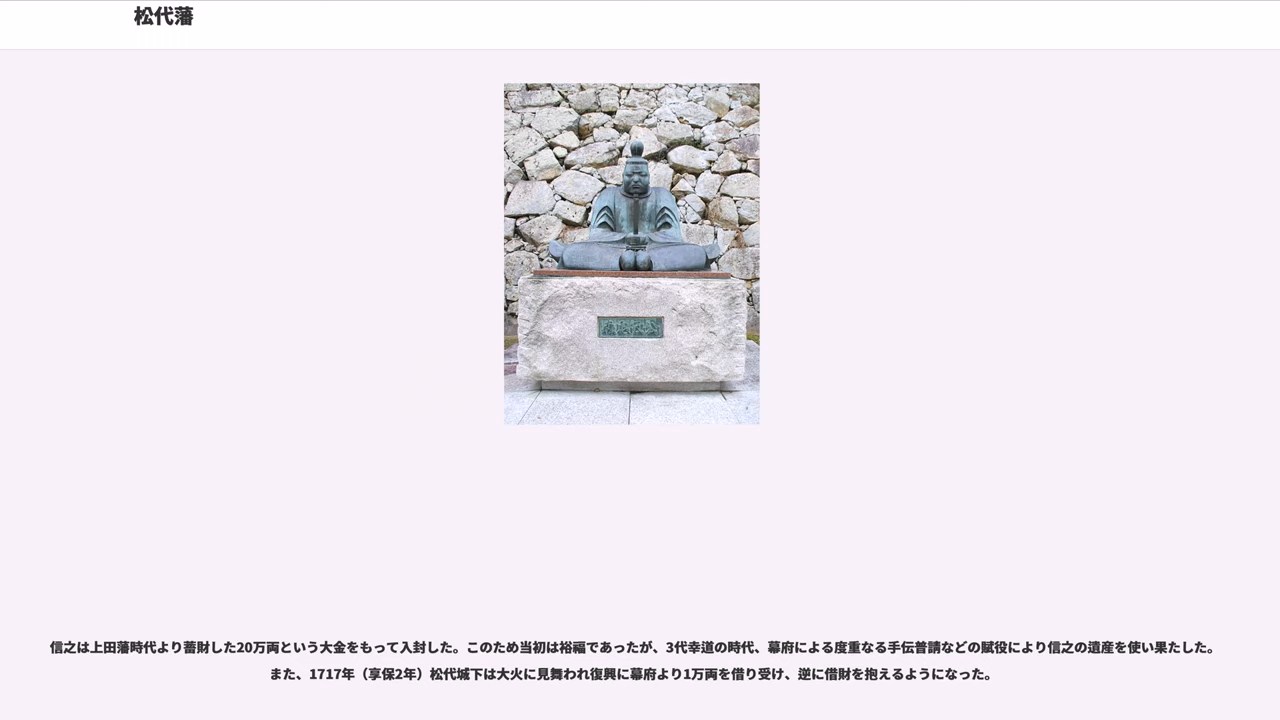 松代藩
信之は上田藩時代より蓄財した20万両という大金をもって入封した。このため当初は裕福であったが、3代幸道の時代、幕府による度重なる手伝普請などの賦役により信之の遺産を使い果たした。
また、1717年（享保2年）松代城下は大火に見舞われ復興に幕府より1万両を借り受け、逆に借財を抱えるようになった。